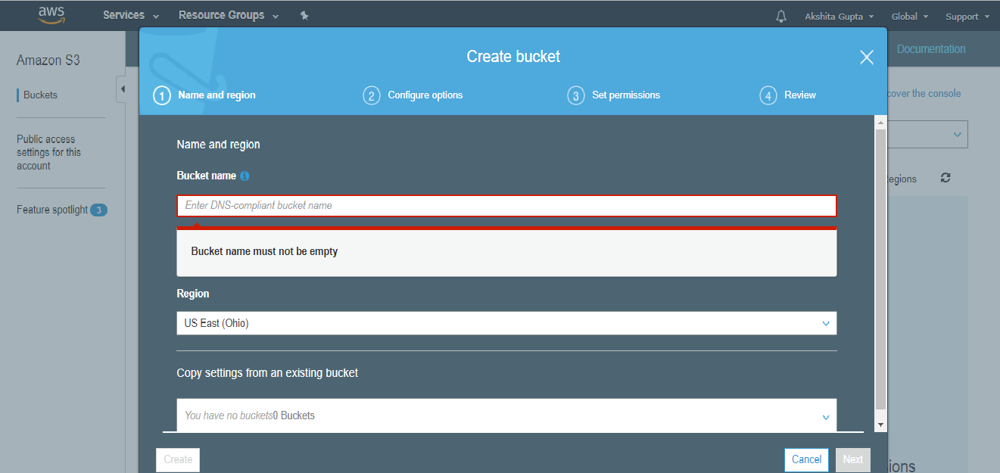 aws Services Resource Groups Akshita Gupta Global Support
Amazon S3
Buckets
Public access
settings for this
account
Feature spotlight 3
Create bucket
Documentation
1 Name and region 2 Configure options 3 Set permissions 4 Review
cover the console
Name and region
Bucket name i
egions
Enter DNS-compliant bucket name
Bucket name must not be empty
Region
US East (Ohio)
Copy settings from an existing bucket
You have no buckets0 Buckets
Create Cancel Next
ions